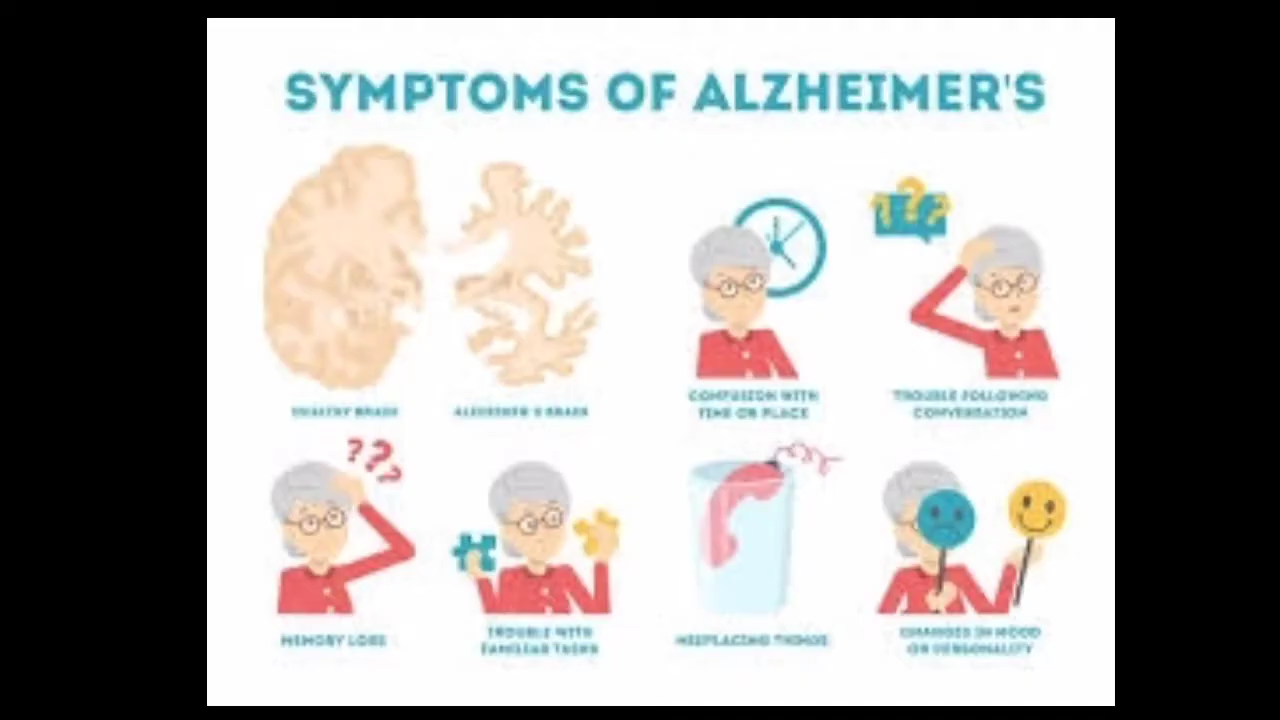 SYMPTOMS OF ALZHEIMER'S
???
HEALTHY BRAIN
ALZHEIMER'S BRAIN
CONFUSION WITH
TIME OR PLACE
TROUBLE FOLLOWING
CONVERSATION
???
MEMORY LOSS
TROUBLE WITH
FAMILIAR TASKS
MISPLACING THINGS
CHANGES IN MOOD
OR PERSONALITY